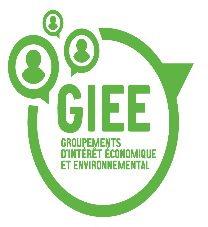 GIEE
GROUPEMENTS
D'INTÉRÊT ÉCONOMIQUE
ET ENVIRONNEMENTAL